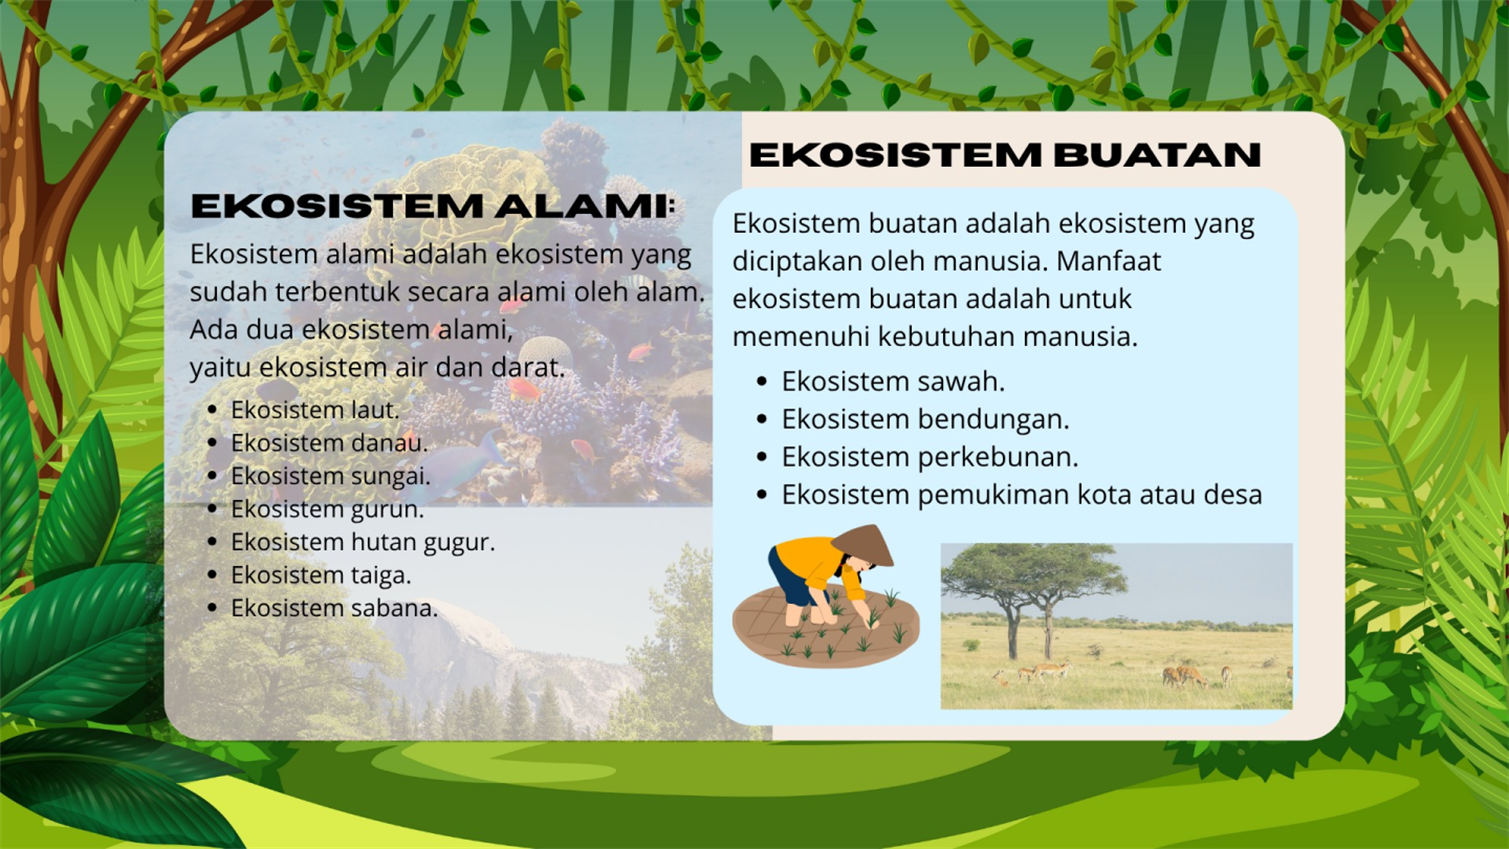 EKOSISTEM ALAMI:
Ekosistem alami adalah ekosistem yang
sudah terbentuk secara alami oleh alam.
Ada dua ekosistem alami,
yaitu ekosistem air dan darat.
• Ekosistem laut.
• Ekosistem danau.
• Ekosistem sungai.
• Ekosistem gurun.
• Ekosistem hutan gugur.
• Ekosistem taiga.
• Ekosistem sabana.
EKOSISTEM BUATAN
Ekosistem buatan adalah ekosistem yang
diciptakan oleh manusia. Manfaat
ekosistem buatan adalah untuk
memenuhi kebutuhan manusia.
• Ekosistem sawah.
• Ekosistem bendungan.
• Ekosistem perkebunan.
• Ekosistem pemukiman kota atau desa